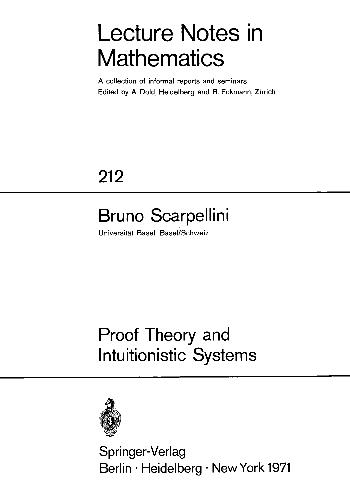 Lecture Notes in
Mathematics
A collection of informal reports and seminars
Edited by A. Dold, Heidelberg and B. Eckmann, Zürich
212
Bruno Scarpellini
Universität Basel, Basel/Schweiz
Proof Theory and
Intuitionistic Systems
Springer-Verlag
Berlin · Heidelberg · New York 1971